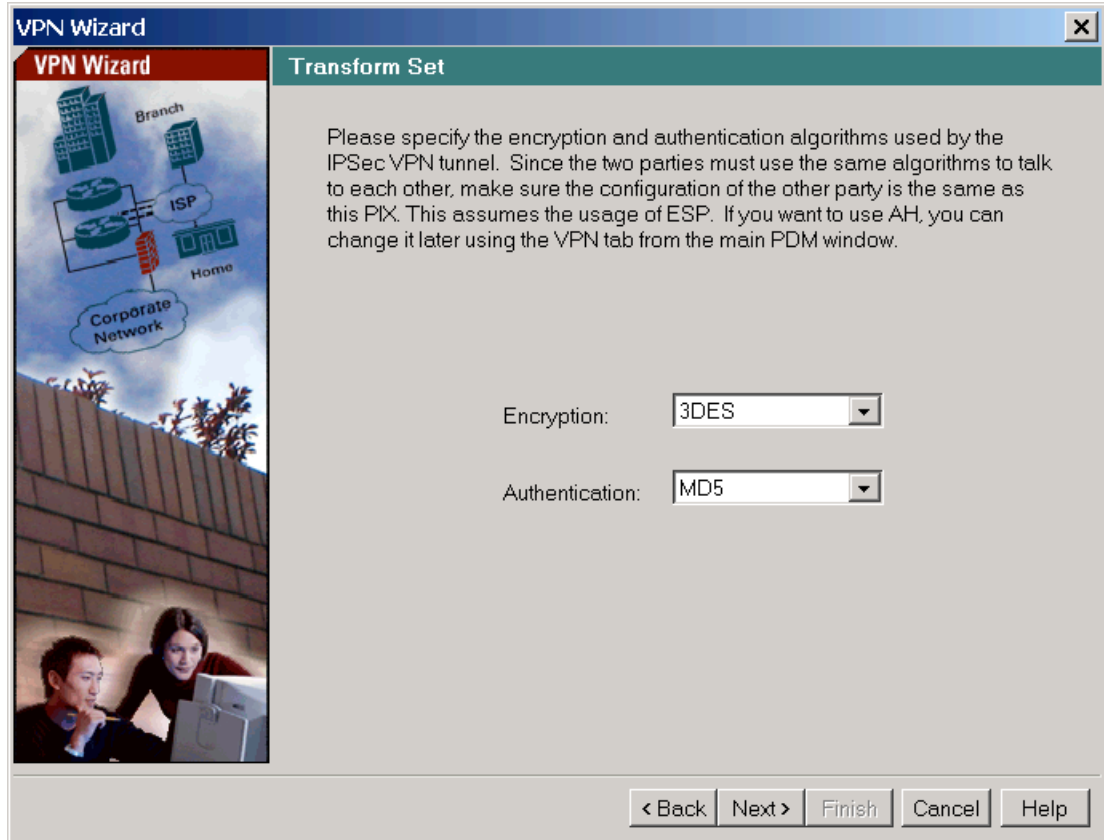 VPN Wizard
VPN Wizard
Transform Set
Branch
ISP
Home
Corporate
Network
Please specify the encryption and authentication algorithms used by the
IPSec VPN tunnel. Since the two parties must use the same algorithms to talk
to each other, make sure the configuration of the other party is the same as
this PIX. This assumes the usage of ESP. If you want to use AH, you can
change it later using the VPN tab from the main PDM window.
Encryption: 3DES
Authentication: MD5
< Back Next > Finish Cancel Help